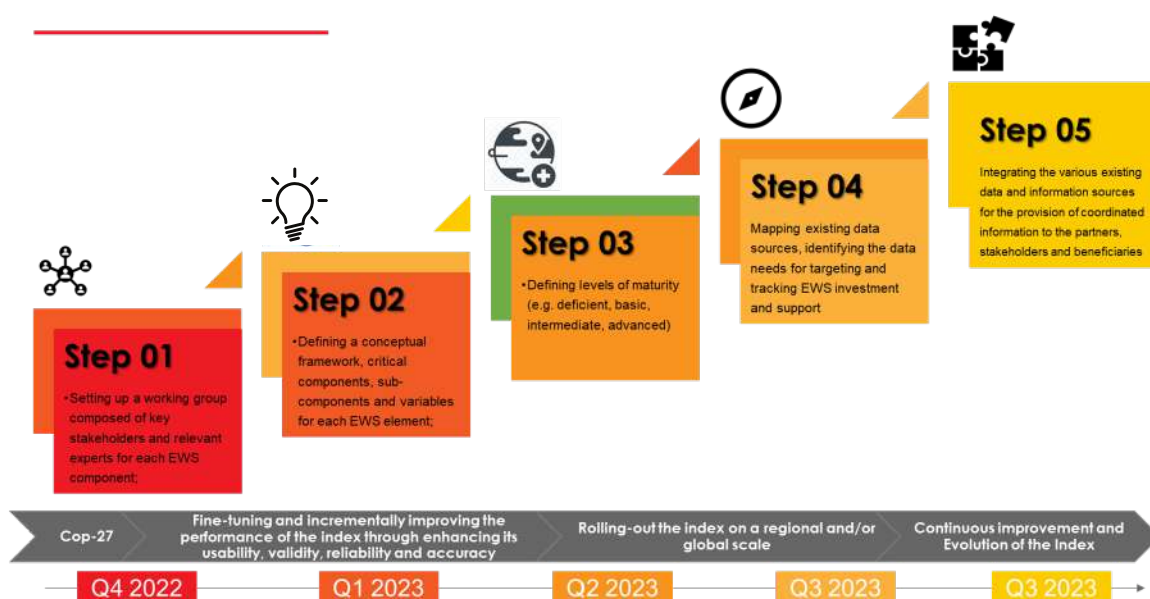 Step 01
•Setting up a working group
composed of key
stakeholders and relevant
experts for each EWS
component;
Step 02
•Defining a conceptual
framework, critical
components, sub-
components and variables
for each EWS element;
Step 03
•Defining levels of maturity
(e.g. deficient, basic,
intermediate, advanced)
Step 04
Mapping existing data
sources, identifying the data
needs for targeting and
tracking EWS investment
and support
Step 05
Integrating the various existing
data and information sources
for the provision of coordinated
information to the partners,
stakeholders and beneficiaries
Cop-27
Fine-tuning and incrementally improving the
performance of the index through enhancing its
usability, validity, reliability and accuracy
Rolling-out the index on a regional and/or
global scale
Continuous improvement and
Evolution of the Index
Q4 2022
Q1 2023
Q2 2023
Q3 2023
Q3 2023